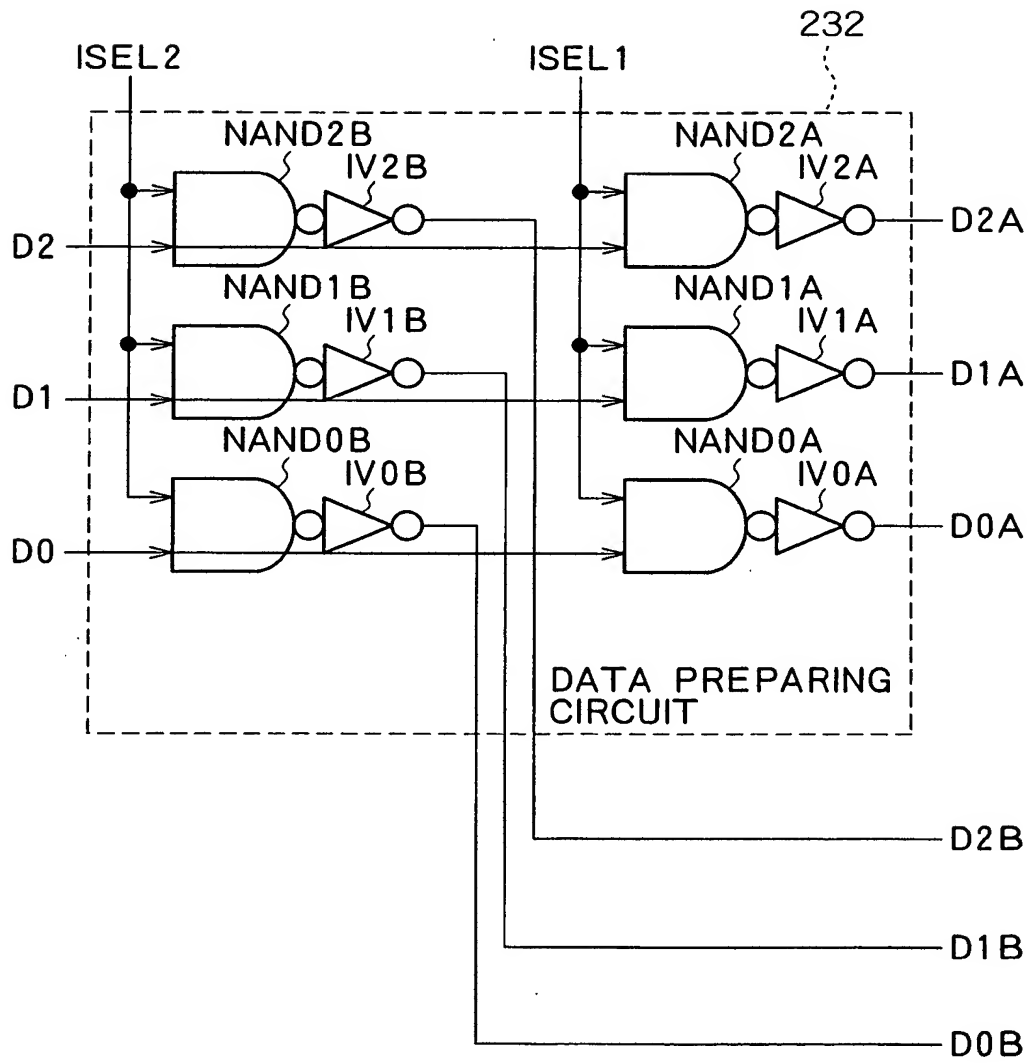 232
ISEL2
ISEL1
NAND2B
IV2B
NAND2A
IV2A
D2
D2A
NAND1B
IV1B
NAND1A
IV1A
D1
D1A
NAND0B
IV0B
NAND0A
IV0A
D0
D0A
DATA PREPARING
CIRCUIT
D2B
D1B
D0B